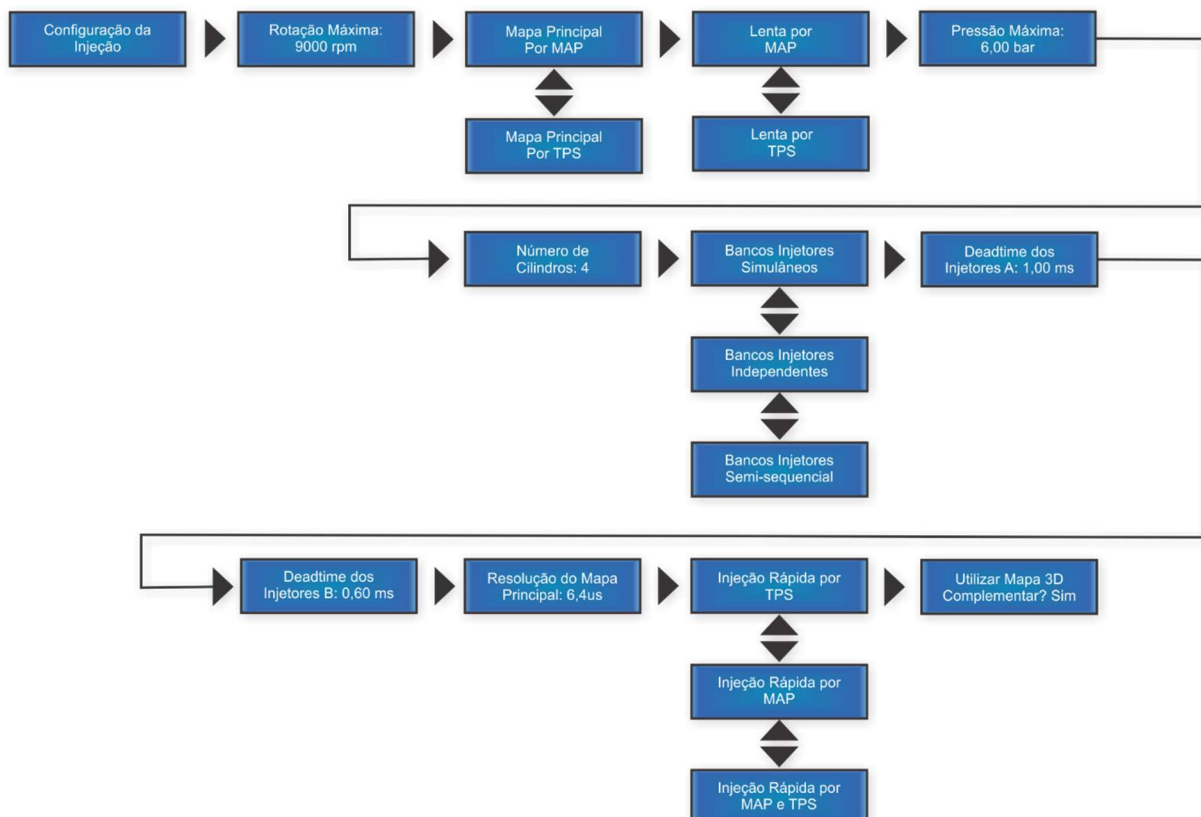 Configuração da
Injeção
Rotação Máxima:
9000 rpm
Mapa Principal
Por MAP
Lenta por
MAP
Pressão Máxima:
6,00 bar
Mapa Principal
Por TPS
Lenta por
TPS
Número de
Cilindros: 4
Bancos Injetores
Simulâneos
Deadtime dos
Injetores A: 1,00 ms
Bancos Injetores
Independentes
Bancos Injetores
Semi-sequencial
Deadtime dos
Injetores B: 0,60 ms
Resolução do Mapa
Principal: 6,4us
Injeção Rápida por
TPS
Utilizar Mapa 3D
Complementar? Sim
Injeção Rápida por
MAP
Injeção Rápida por
MAP e TPS